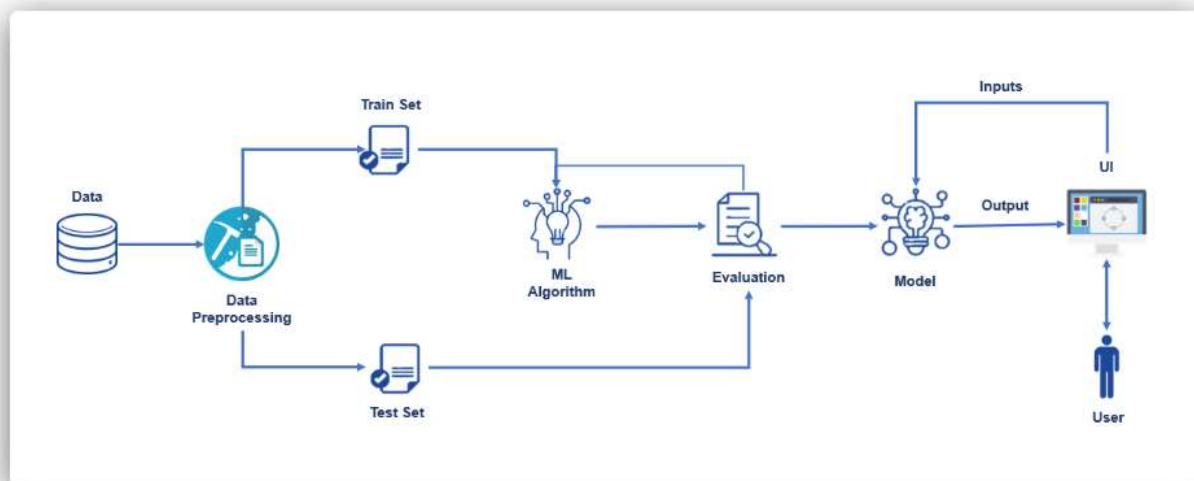 Train Set
Inputs
Data
UI
Output
ML
Algorithm
Evaluation
Model
Data
Preprocessing
Test Set
User